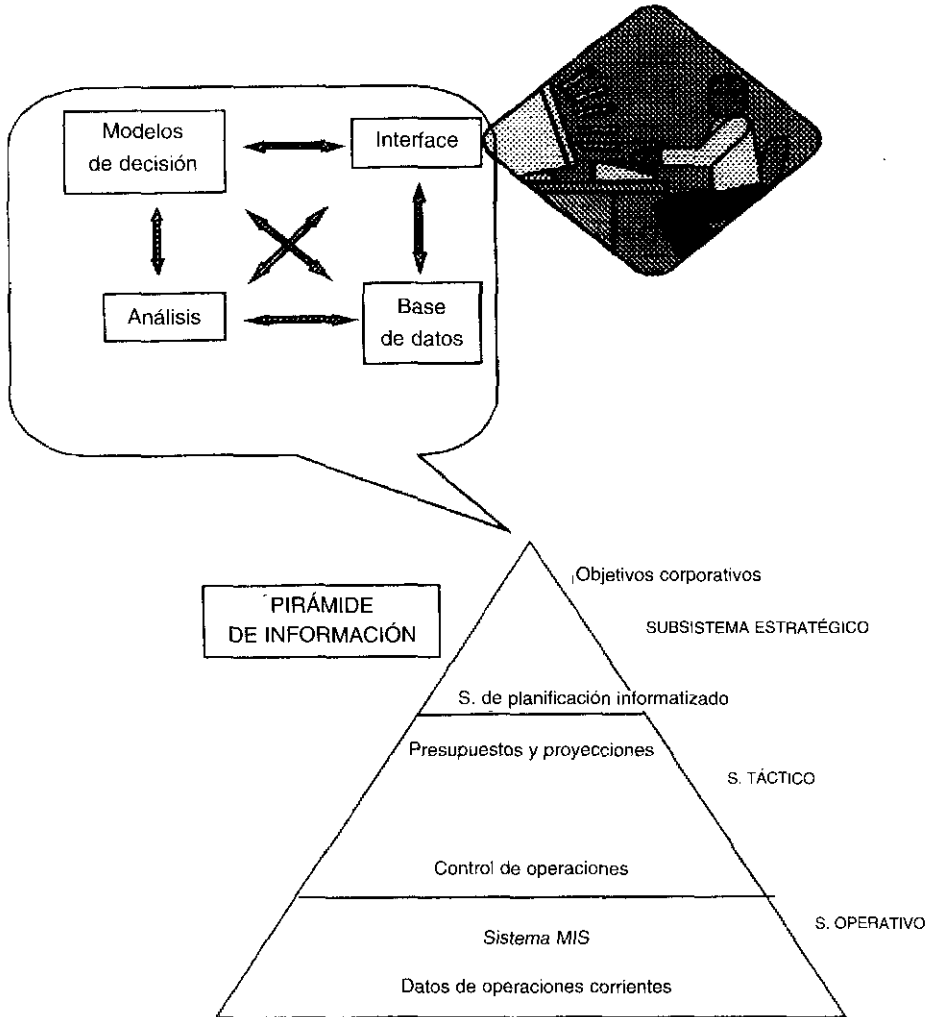 Modelos
de decisión
Interface
Análisis
Base
de datos
PIRÁMIDE
DE INFORMACIÓN
Objetivos corporativos
SUBSISTEMA ESTRATÉGICO
S. de planificación informatizado
Presupuestos y proyecciones
S. TÁCTICO
Control de operaciones
S. OPERATIVO
Sistema MIS
Datos de operaciones corrientes